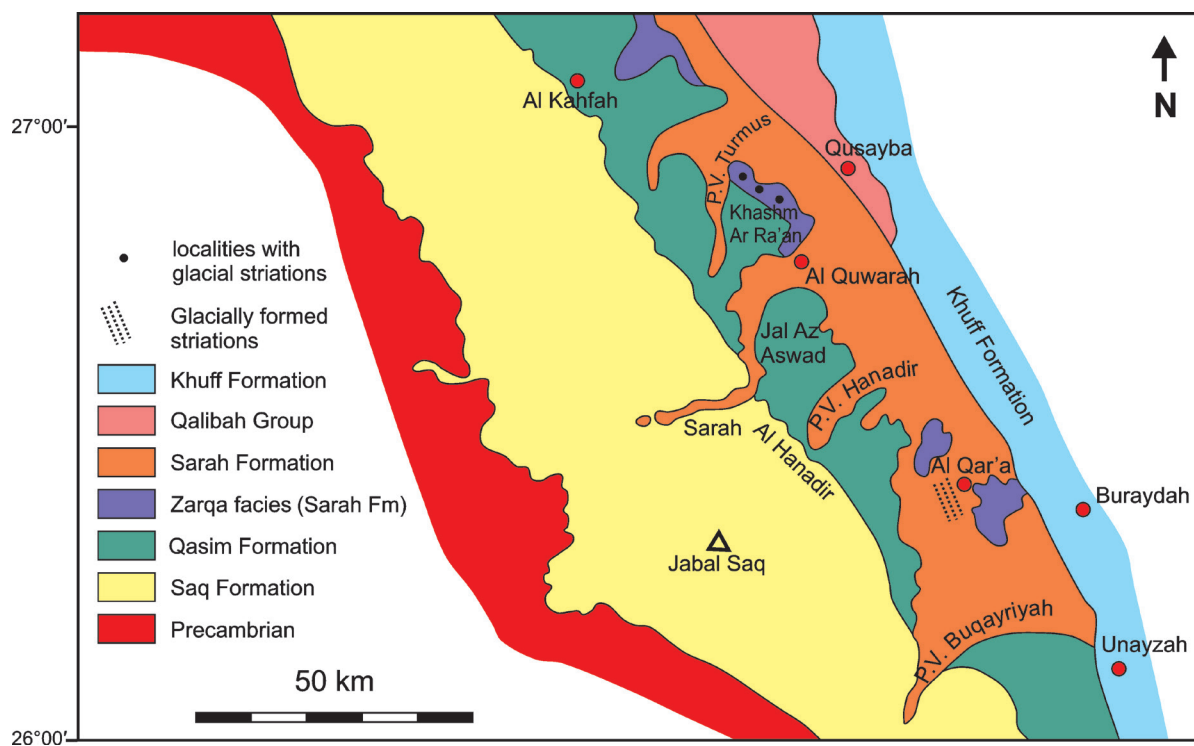 N
Al Kahfah
27°00'
P.V. Turmus
Qusayba
Khashm
Ar Ra'an
localities with
glacial striations
Al Quwarah
Glacially formed
striations
Khuff Formation
Jal Az
Aswad
Khuff Formation
P.V. Hanadir
Qalibah Group
Sarah
Al Hanadir
Sarah Formation
Al Qar'a
Zarqa facies (Sarah Fm)
Buraydah
Qasim Formation
Jabal Saq
Saq Formation
Precambrian
P.V. Buqayriyah
Unayzah
50 km
26°00'